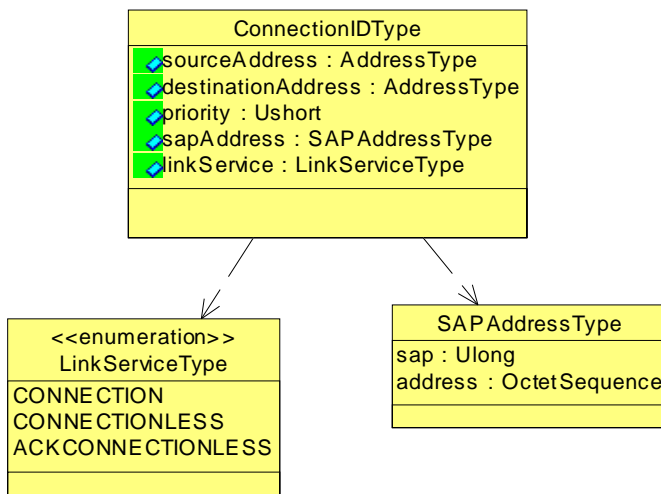 ConnectionIDType
sourceAddress : AddressType
destinationAddress : AddressType
priority : Ushort
sapAddress : SAPAddressType
linkService : LinkServiceType
<<enumeration>>
LinkServiceType
CONNECTION
CONNECTIONLESS
ACKCONNECTIONLESS
SAPAddressType
sap : Ulong
address : OctetSequence